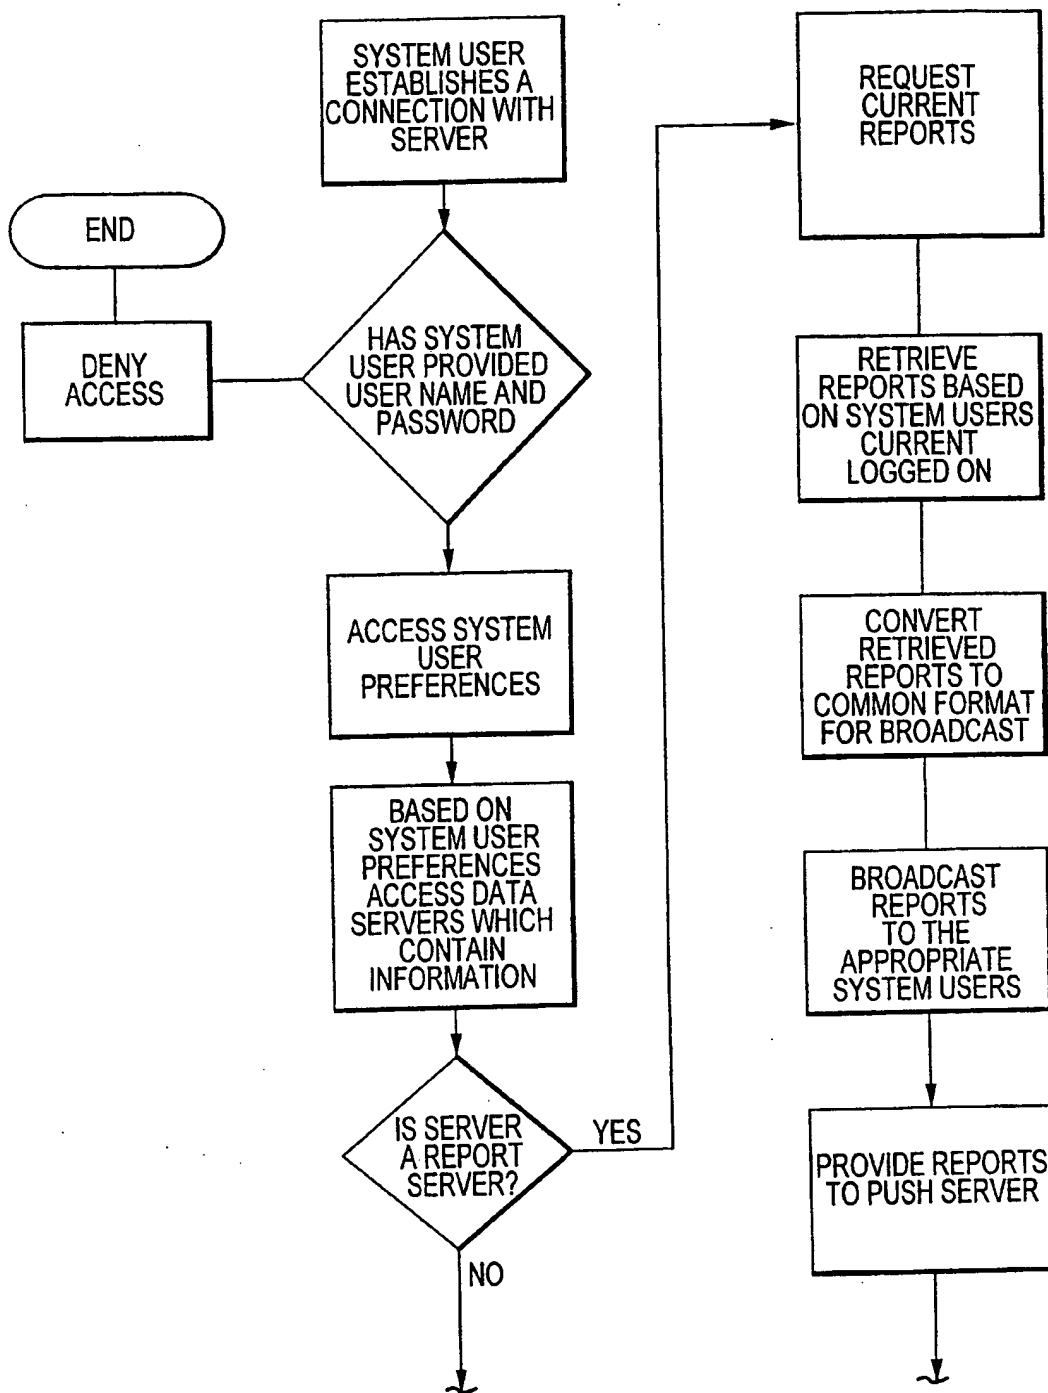 SYSTEM USER
ESTABLISHES A
CONNECTION WITH
SERVER
END
DENY
ACCESS
HAS SYSTEM
USER PROVIDED
USER NAME AND
PASSWORD
ACCESS SYSTEM
USER
PREFERENCES
BASED ON
SYSTEM USER
PREFERENCES
ACCESS DATA
SERVERS WHICH
CONTAIN
INFORMATION
IS SERVER
A REPORT
SERVER?
YES
NO
REQUEST
CURRENT
REPORTS
RETRIEVE
REPORTS BASED
ON SYSTEM USERS
CURRENT
LOGGED ON
CONVERT
RETRIEVED
REPORTS TO
COMMON FORMAT
FOR BROADCAST
BROADCAST
REPORTS
TO THE
APPROPRIATE
SYSTEM USERS
PROVIDE REPORTS
TO PUSH SERVER